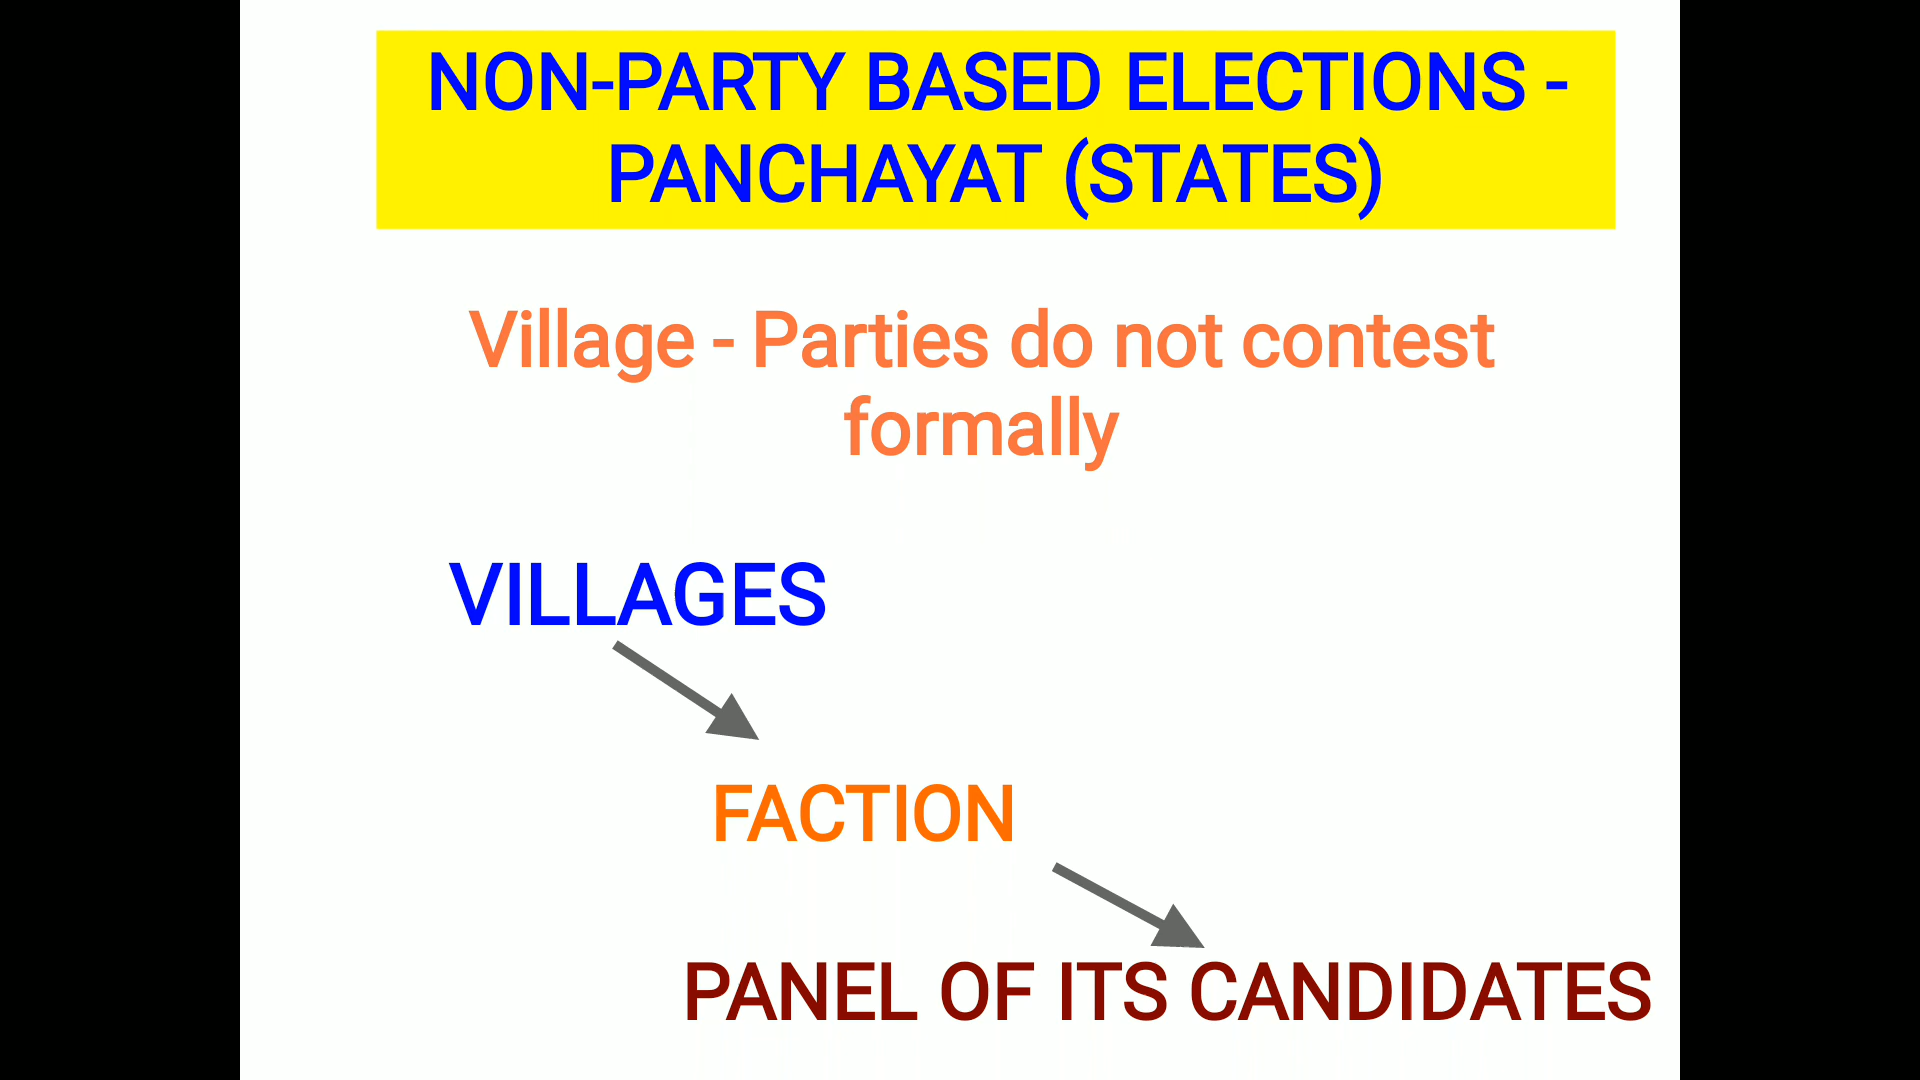 NON-PARTY BASED ELECTIONS -
PANCHAYAT (STATES)
Village - Parties do not contest
formally
VILLAGES
FACTION
PANEL OF ITS CANDIDATES